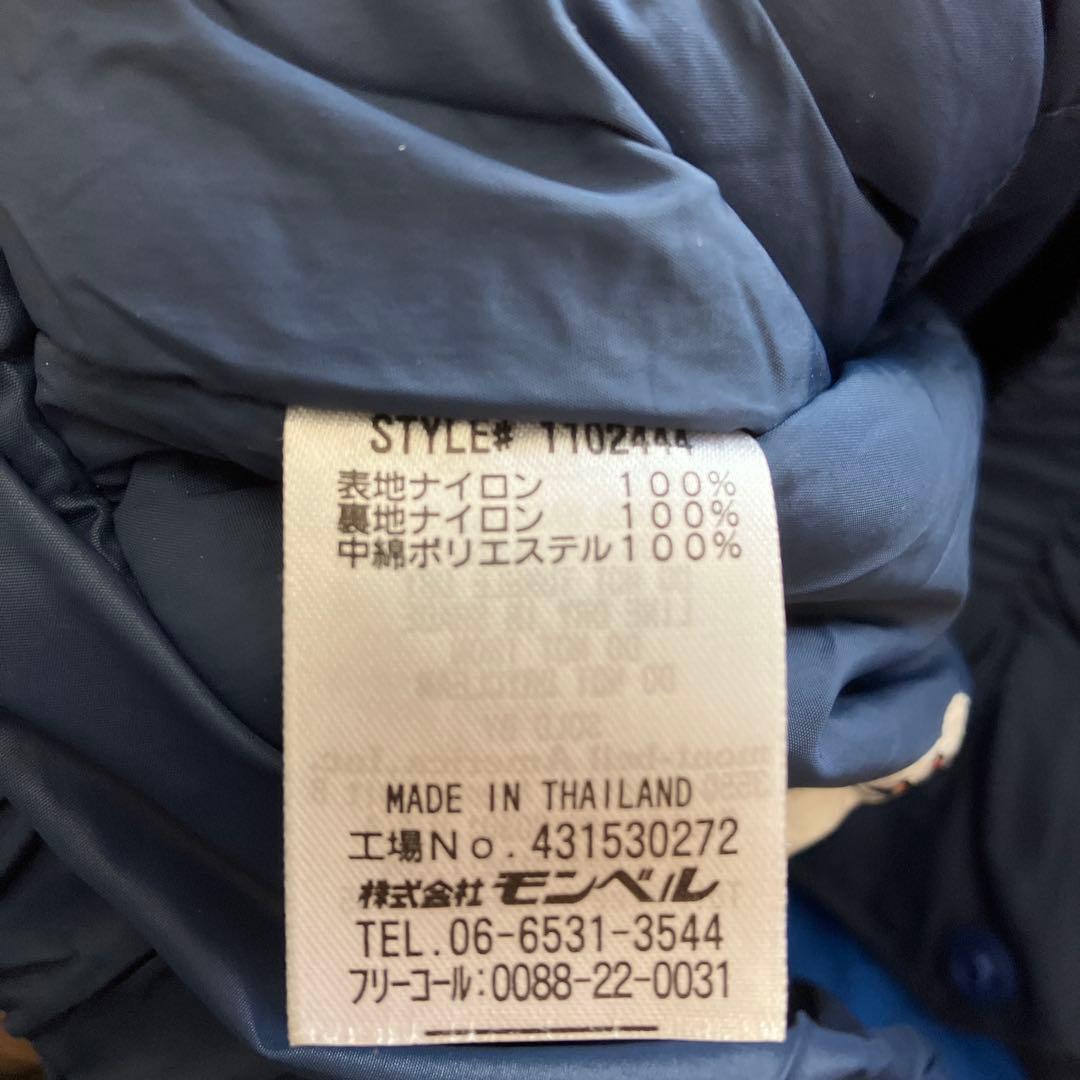 STYLE# 1102444
表地ナイロン 100%
裏地ナイロン 100%
中綿ポリエステル100%
MADE IN THAILAND
工場No.431530272
株式会社モンベル
TEL.06-6531-3544
フリーコール:0088-22-0031